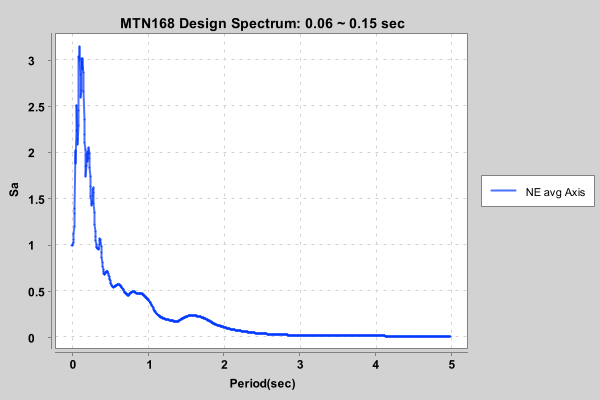 MTN168 Design Spectrum: 0.06 ~ 0.15 sec
3
2.5
2
1.5
1
0.5
0
Sa
0 1 2 3 4 5
Period(sec)
NE avg Axis